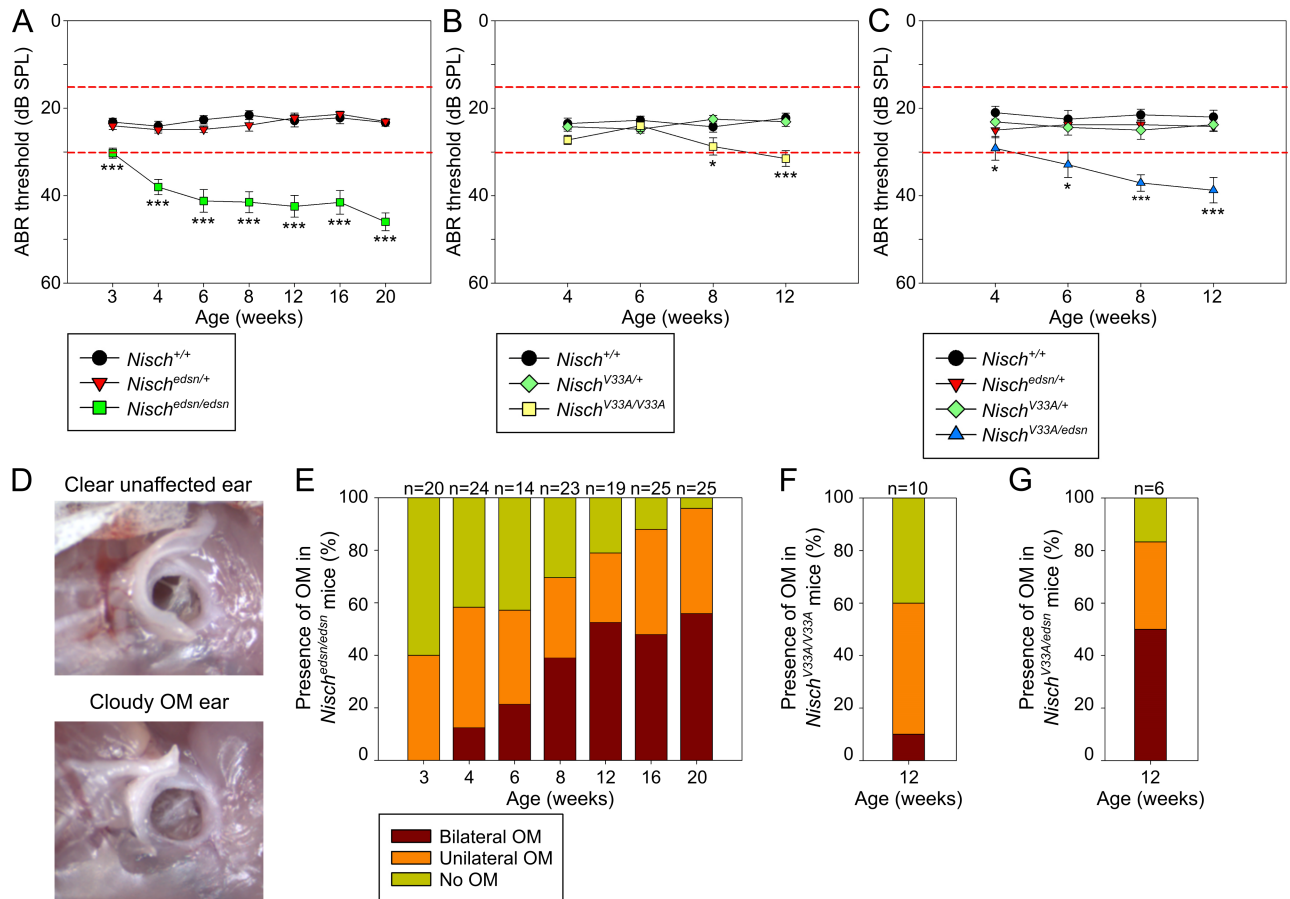 A
0
20
40
60
ABR threshold (dB SPL)
***
***
***
***
***
***
***
3 4 6 8 12 16 20
Age (weeks)
Nisch+/+
Nischedsn/+
Nischedsn/edsn
B
0
20
40
60
ABR threshold (dB SPL)
*
***
4 6 8 12
Age (weeks)
Nisch+/+
NischV33A/+
NischV33A/V33A
C
0
20
40
60
ABR threshold (dB SPL)
*
*
***
***
4 6 8 12
Age (weeks)
Nisch+/+
Nischedsn/+
NischV33A/+
NischV33A/edsn
D
Clear unaffected ear
Cloudy OM ear
E
n=20 n=24 n=14 n=23 n=19 n=25 n=25
100
80
60
40
20
0
Presence of OM in
Nischedsn/edsn mice (%)
3 4 6 8 12 16 20
Age (weeks)
Bilateral OM
Unilateral OM
No OM
F
n=10
100
80
60
40
20
0
Presence of OM in
NischV33A/V33A mice (%)
12
Age (weeks)
G
n=6
100
80
60
40
20
0
Presence of OM in
NischV33A/edsn mice (%)
12
Age (weeks)